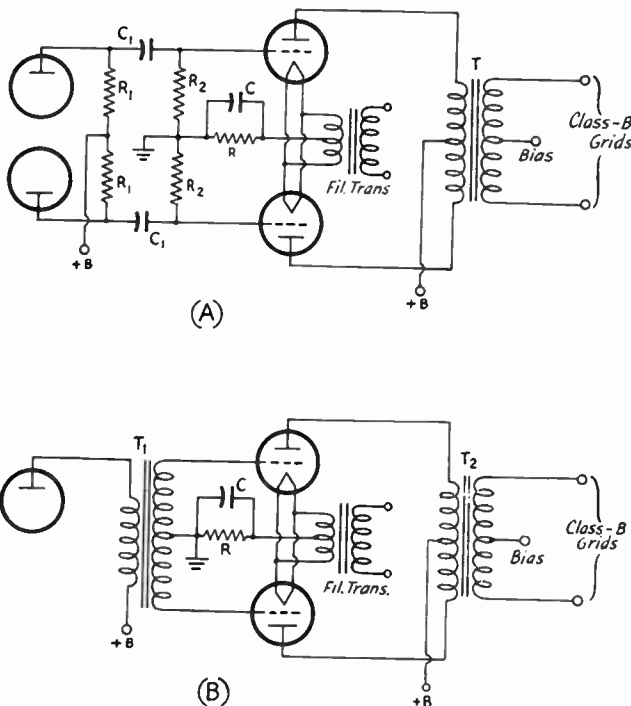 C1
T
R1
R2
C
R
Class-B
Grids
Bias
Fil. Trans
R1
R2
C1
+B
+B
(A)
T1
T2
C
R
Class-B
Grids
Bias
Fil. Trans.
+B
+B
(B)